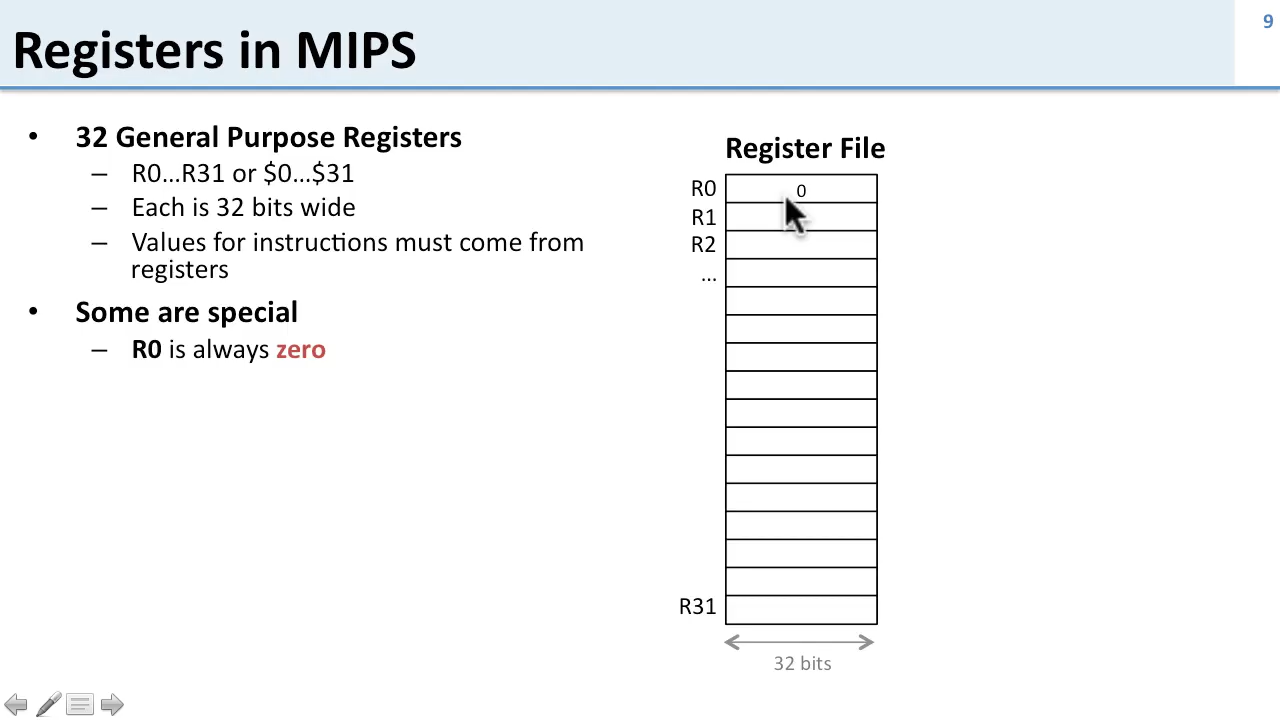 Registers in MIPS
9
• 32 General Purpose Registers
– R0...R31 or $0...$31
– Each is 32 bits wide
– Values for instructions must come from
registers
• Some are special
– R0 is always zero
Register File
R0 0
R1
R2
...
R31
32 bits